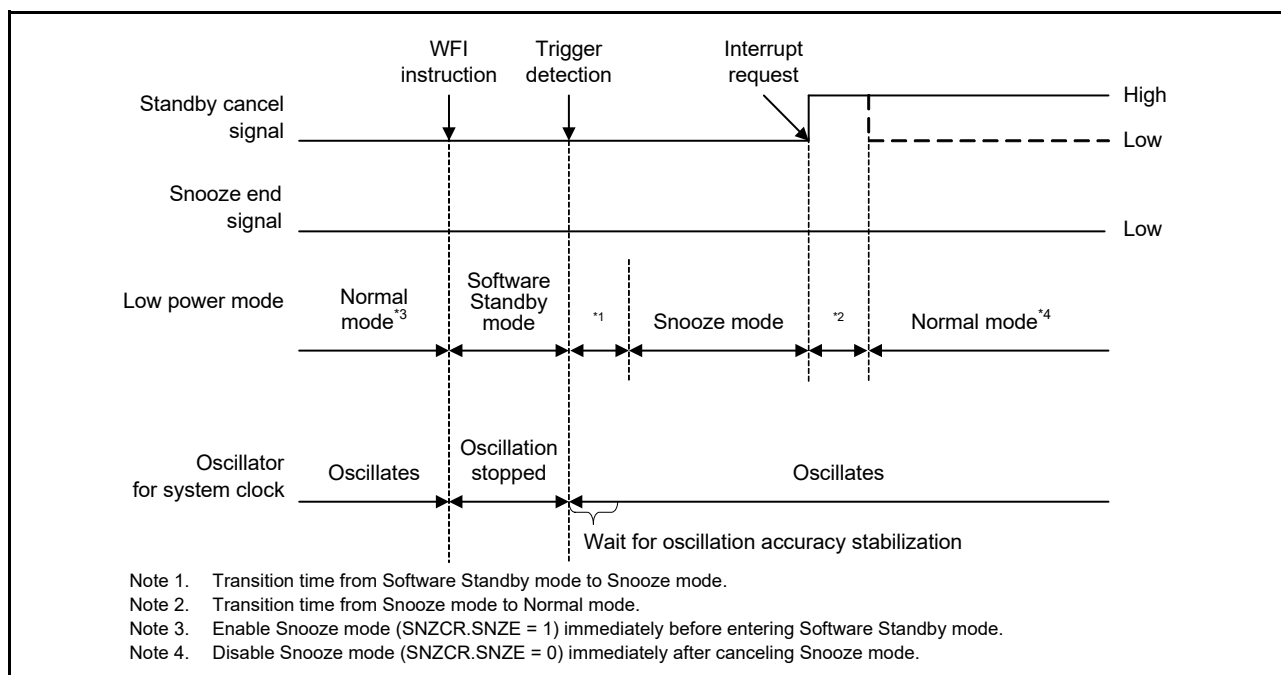 WFI
instruction
Trigger
detection
Interrupt
request
Standby cancel
signal
High
Low
Snooze end
signal
Low
Low power mode
Normal
mode*3
Software
Standby
mode
*1
Snooze mode
*2
Normal mode*4
Oscillator
for system clock
Oscillates
Oscillation
stopped
Oscillates
Wait for oscillation accuracy stabilization
Note 1. Transition time from Software Standby mode to Snooze mode.
Note 2. Transition time from Snooze mode to Normal mode.
Note 3. Enable Snooze mode (SNZCR.SNZE = 1) immediately before entering Software Standby mode.
Note 4. Disable Snooze mode (SNZCR.SNZE = 0) immediately after canceling Snooze mode.